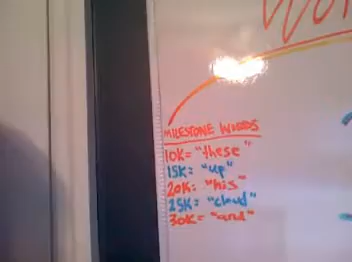 MILESTONE WORDS
10K= "these"
15K= "up"
20K: "his"
25K= "cloud"
30K= "and"